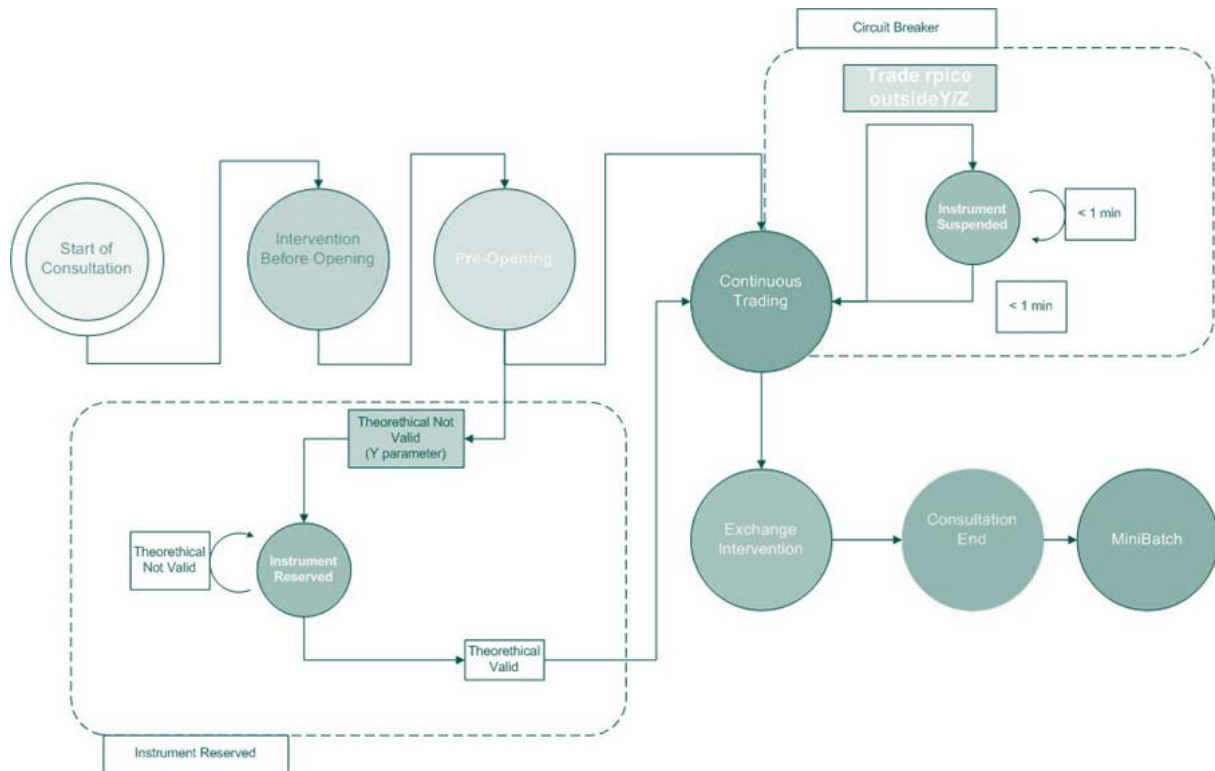 Circuit Breaker
Trade rpice
outsideY/Z
Start of
Consultation
Intervention
Before Opening
Pre-Opening
Instrument
Suspended
< 1 min
Continuous
Trading
< 1 min
Theorethical Not
Valid
(Y parameter)
Theorethical
Not Valid
Instrument
Reserved
Theorethical
Valid
Exchange
Intervention
Consultation
End
MiniBatch
Instrument Reserved